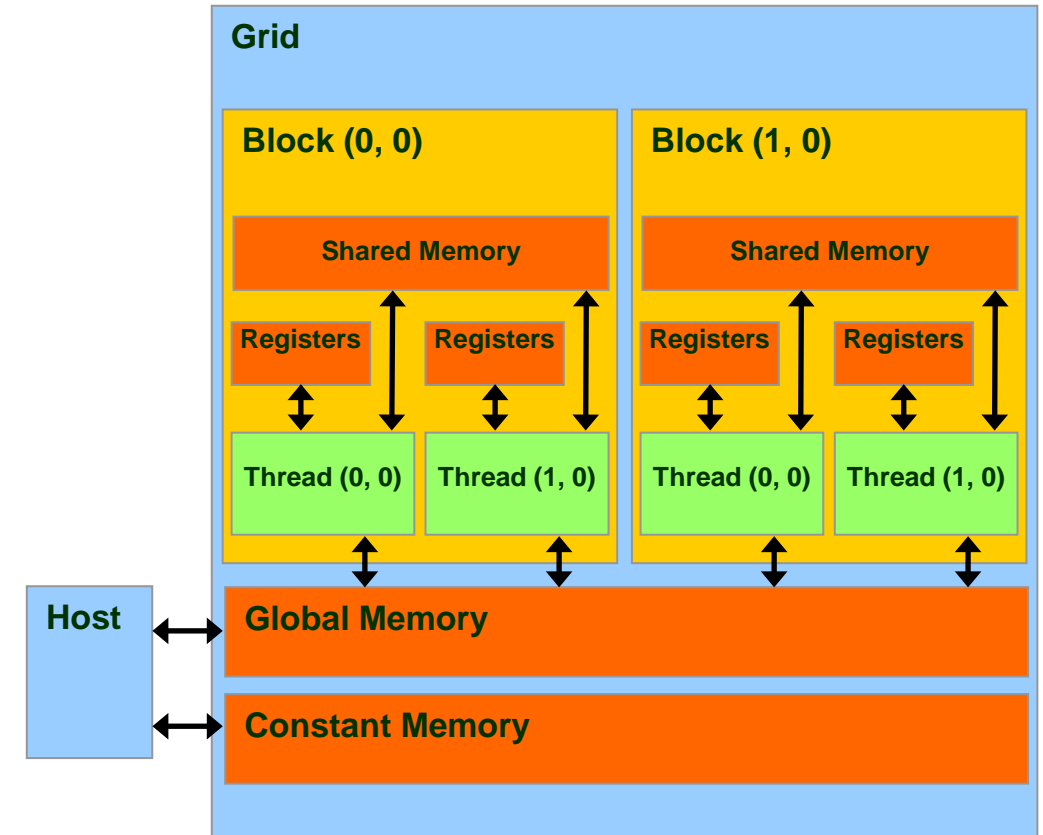 Grid
Block (0, 0)
Block (1, 0)
Shared Memory
Shared Memory
Registers
Registers
Registers
Registers
Thread (0, 0)
Thread (1, 0)
Thread (0, 0)
Thread (1, 0)
Host
Global Memory
Constant Memory